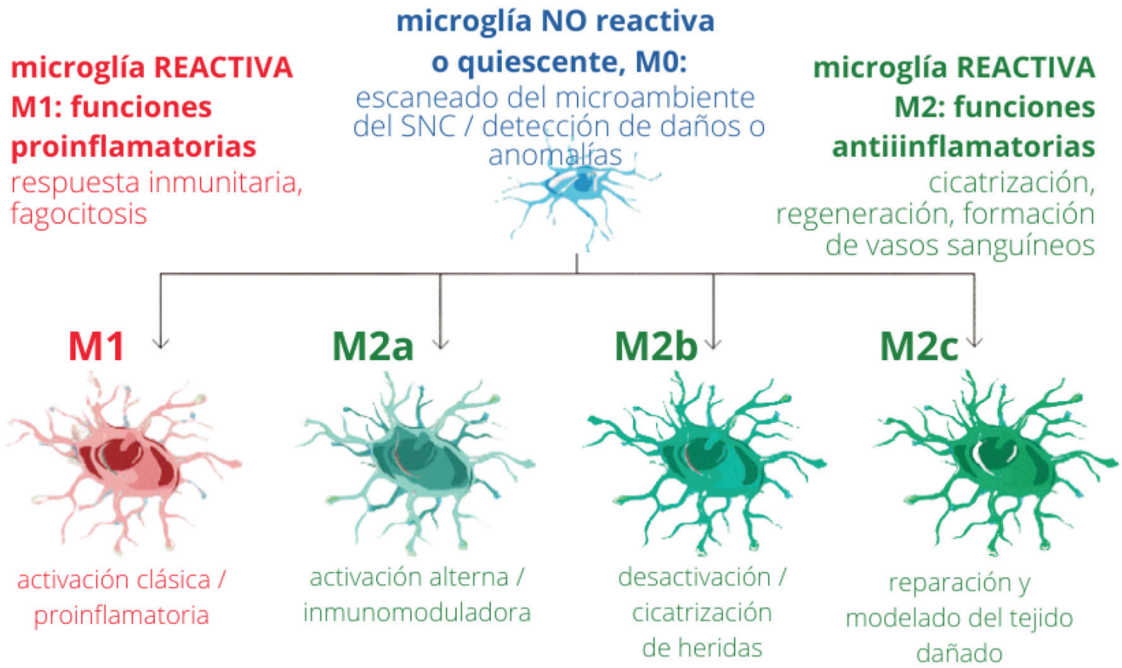 microglía NO reactiva
o quiescente, M0:
escaneado del microambiente
del SNC / detección de daños o
anomalías
microglía REACTIVA
M1: funciones
proinflamatorias
respuesta inmunitaria,
fagocitosis
microglía REACTIVA
M2: funciones
antiiinflamatorias
cicatrización,
regeneración, formación
de vasos sanguíneos
M1
M2a
M2b
M2c
activación clásica /
proinflamatoria
activación alterna /
inmunomoduladora
desactivación /
cicatrización
de heridas
reparación y
modelado del tejido
dañado